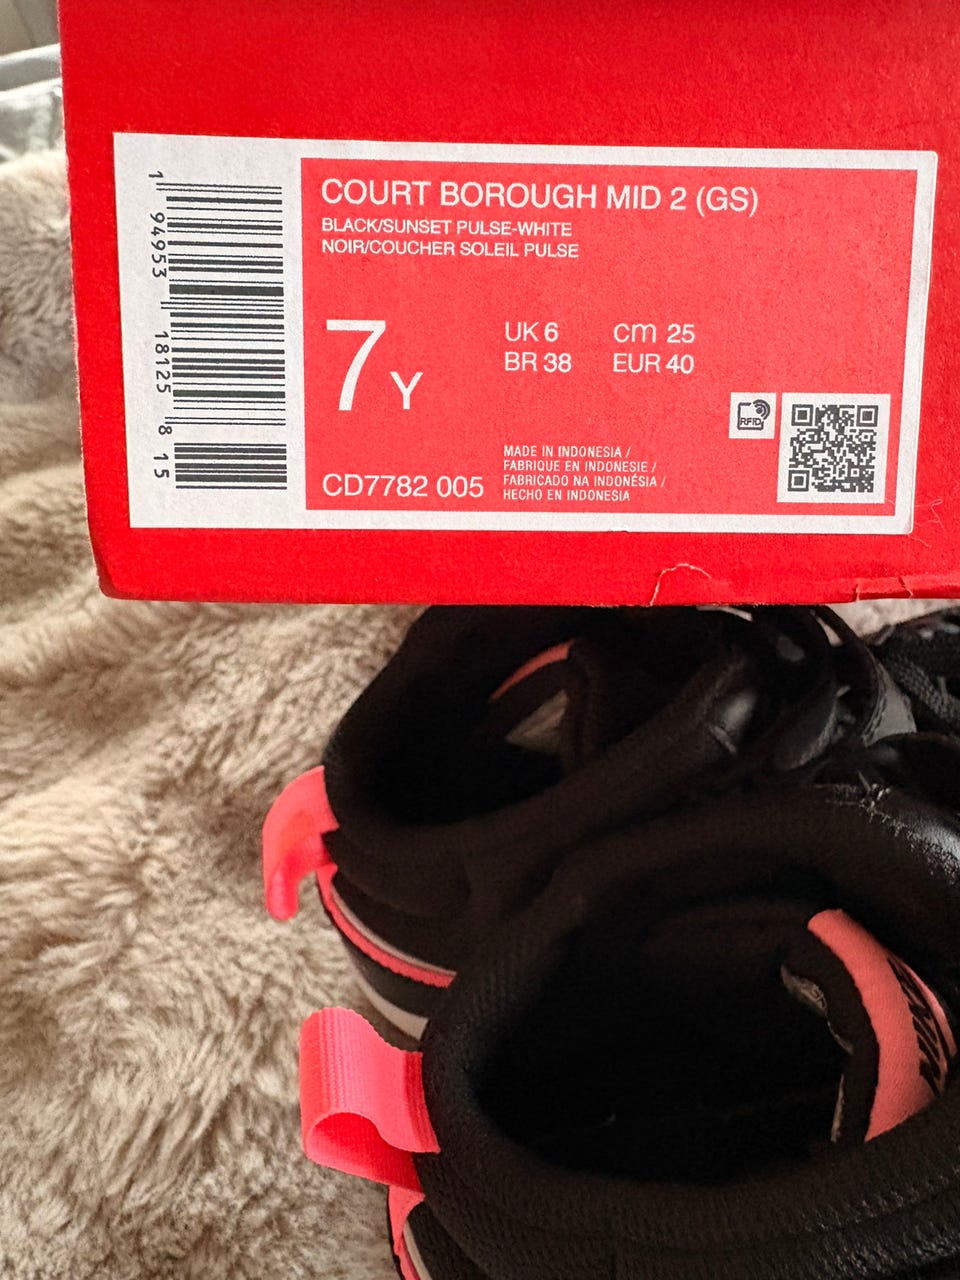 COURT BOROUGH MID 2 (GS)
BLACK/SUNSET PULSE-WHITE
NOIR/COUCHER SOLEIL PULSE
7Y
UK 6 cm 25
BR 38 EUR 40
RFID
CD7782 005
MADE IN INDONESIA /
FABRIQUE EN INDONESIE /
FABRICADO NA INDONÉSIA /
HECHO EN INDONESIA
1 94953 18125 8 15
NIKE